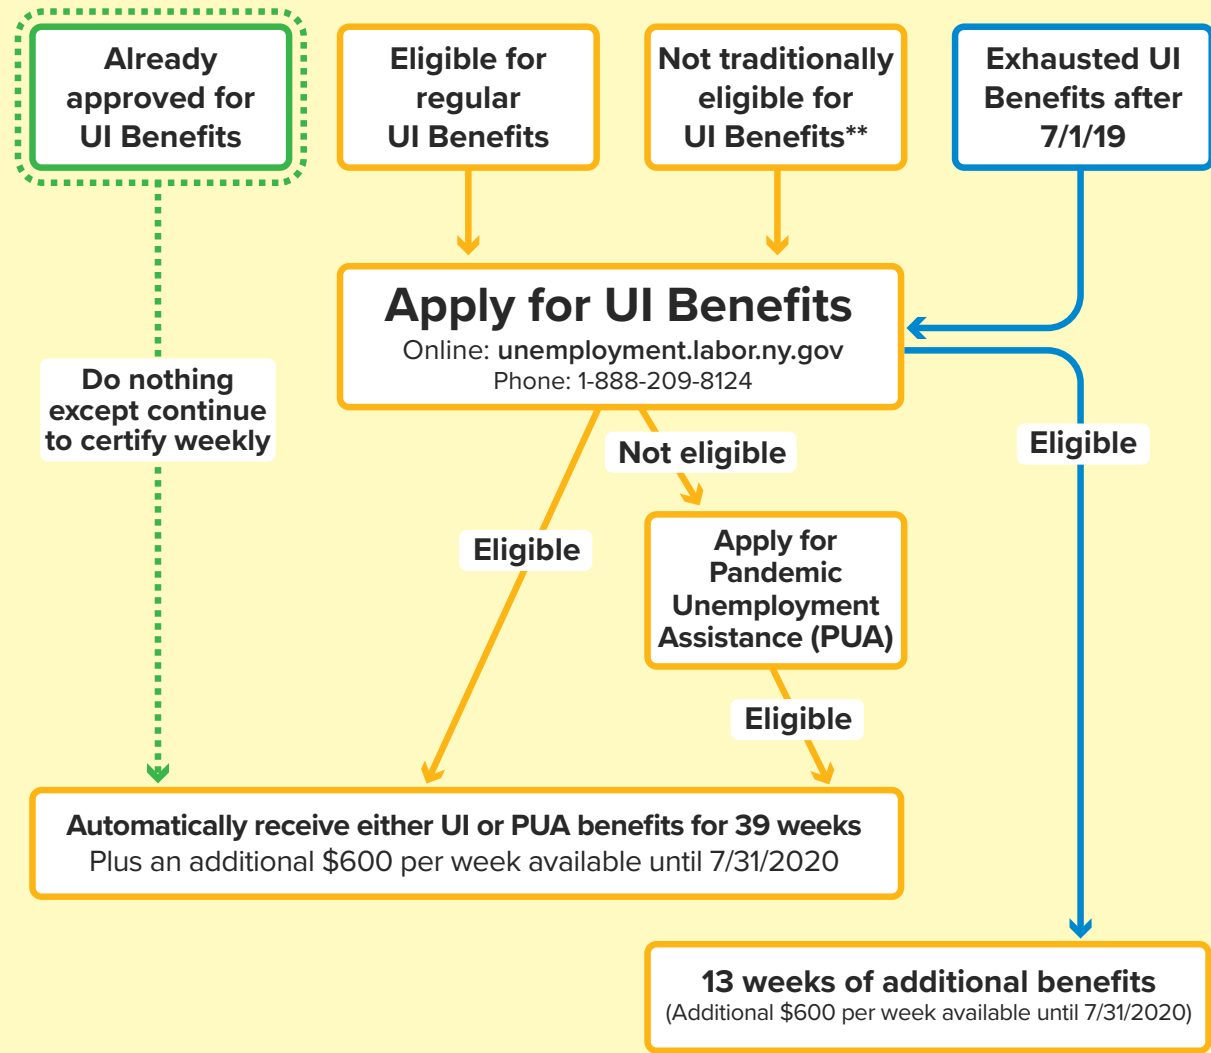 Already
approved for
UI Benefits
Eligible for
regular
UI Benefits
Not traditionally
eligible for
UI Benefits**
Exhausted UI
Benefits after
7/1/19
Apply for UI Benefits
Online: unemployment.labor.ny.gov
Phone: 1-888-209-8124
Do nothing
except continue
to certify weekly
Not eligible
Eligible
Eligible
Apply for
Pandemic
Unemployment
Assistance (PUA)
Eligible
Automatically receive either UI or PUA benefits for 39 weeks
Plus an additional $600 per week available until 7/31/2020
13 weeks of additional benefits
(Additional $600 per week available until 7/31/2020)